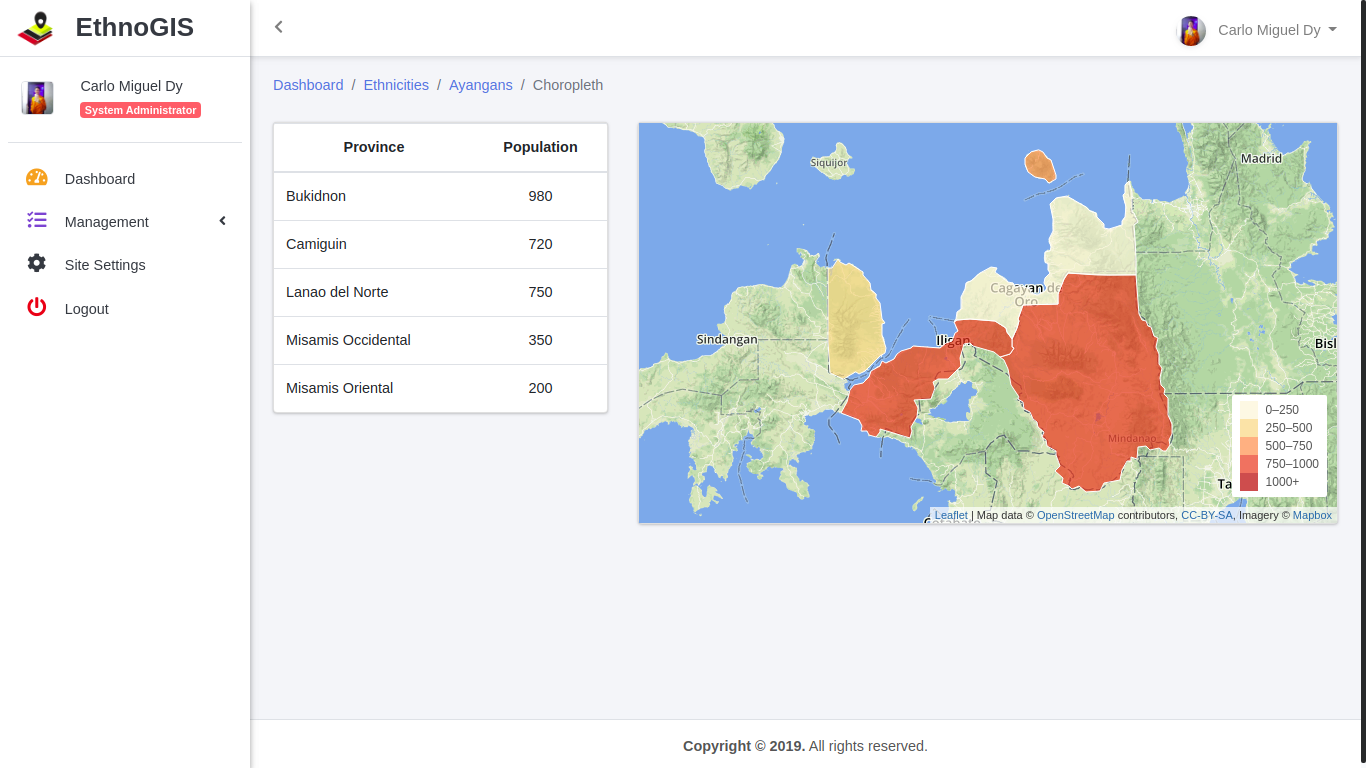 EthnoGIS
Carlo Miguel Dy
Carlo Miguel Dy
System Administrator
Dashboard
Management
Site Settings
Logout
Dashboard / Ethnicities / Ayangans / Choropleth
Province Population
Bukidnon 980
Camiguin 720
Lanao del Norte 750
Misamis Occidental 350
Misamis Oriental 200
Siquijor
Madrid
Cagayan de
Oro
Sindangan
Iligan
Bisl
Mindanao
Ta
Cotabato
0–250
250–500
500–750
750–1000
1000+
Leaflet | Map data © OpenStreetMap contributors, CC-BY-SA, Imagery © Mapbox
Copyright © 2019. All rights reserved.